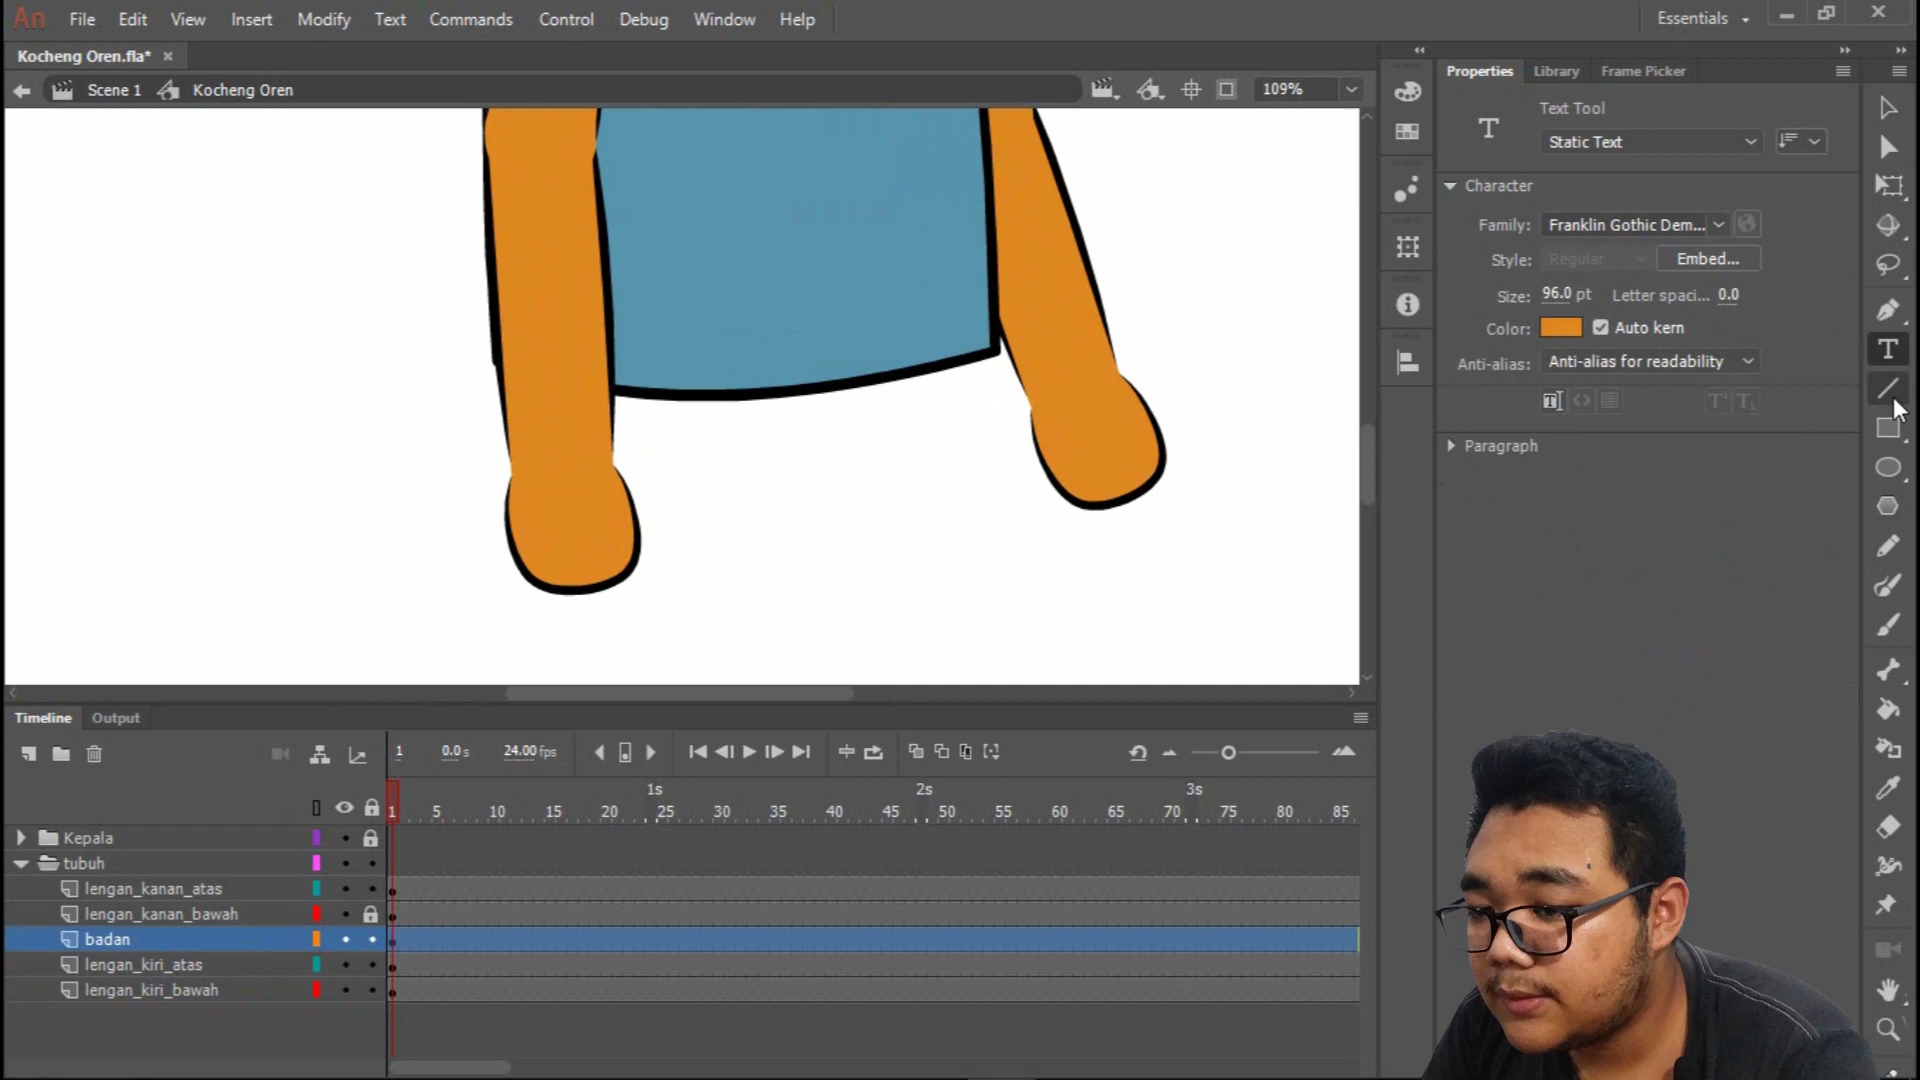 An File Edit View Insert Modify Text Commands Control Debug Window Help Essentials
Kocheng Oren.fla*
Scene 1 Kocheng Oren 109%
Properties Library Frame Picker
Text Tool
Static Text
Character
Family: Franklin Gothic Dem...
Style: Regular Embed...
Size: 96.0 pt Letter spaci... 0.0
Color: Auto kern
Anti-alias: Anti-alias for readability
Paragraph
Timeline Output
1 0.0 s 24.00 fps
1s 2s 3s
1 5 10 15 20 25 30 35 40 45 50 55 60 65 70 75 80 85
Kepala
tubuh
lengan_kanan_atas
lengan_kanan_bawah
badan
lengan_kiri_atas
lengan_kiri_bawah